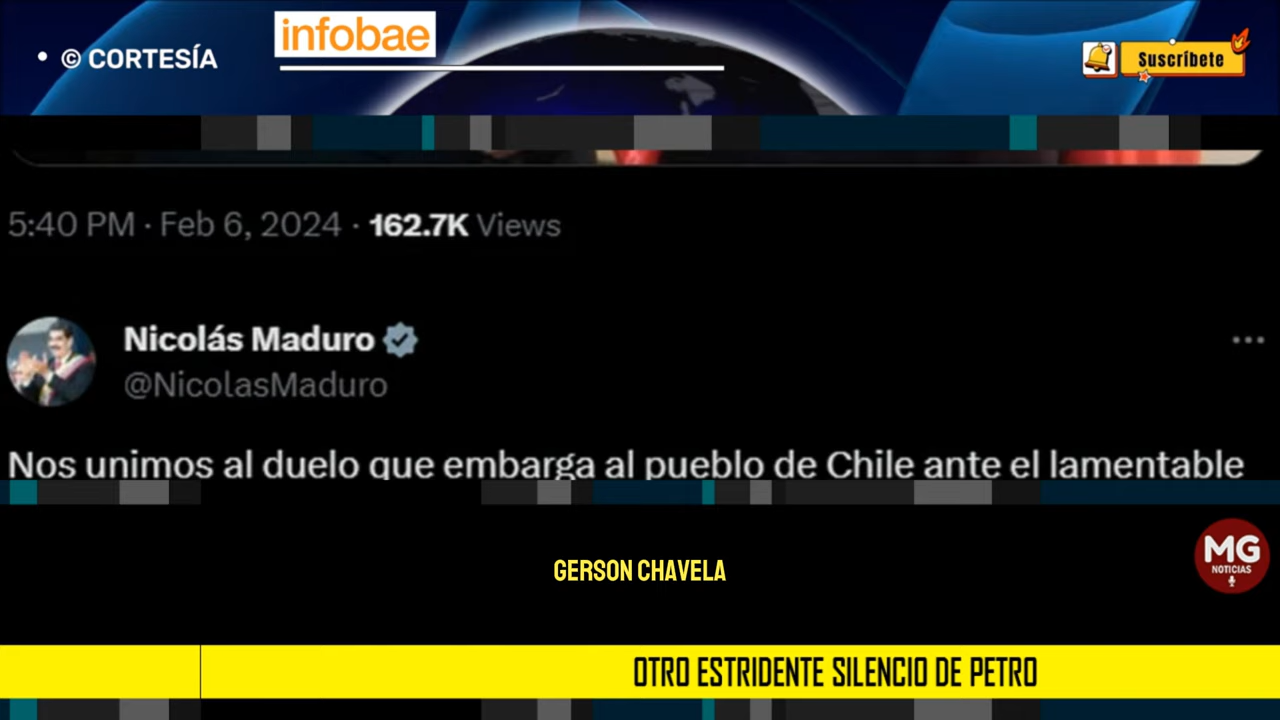 • © CORTESÍA
infobae
Suscríbete
5:40 PM · Feb 6, 2024 · 162.7K Views
Nicolás Maduro
@NicolasMaduro
Nos unimos al duelo que embarga al pueblo de Chile ante el lamentable
GERSON CHAVELA
MG
NOTICIAS
OTRO ESTRIDENTE SILENCIO DE PETRO